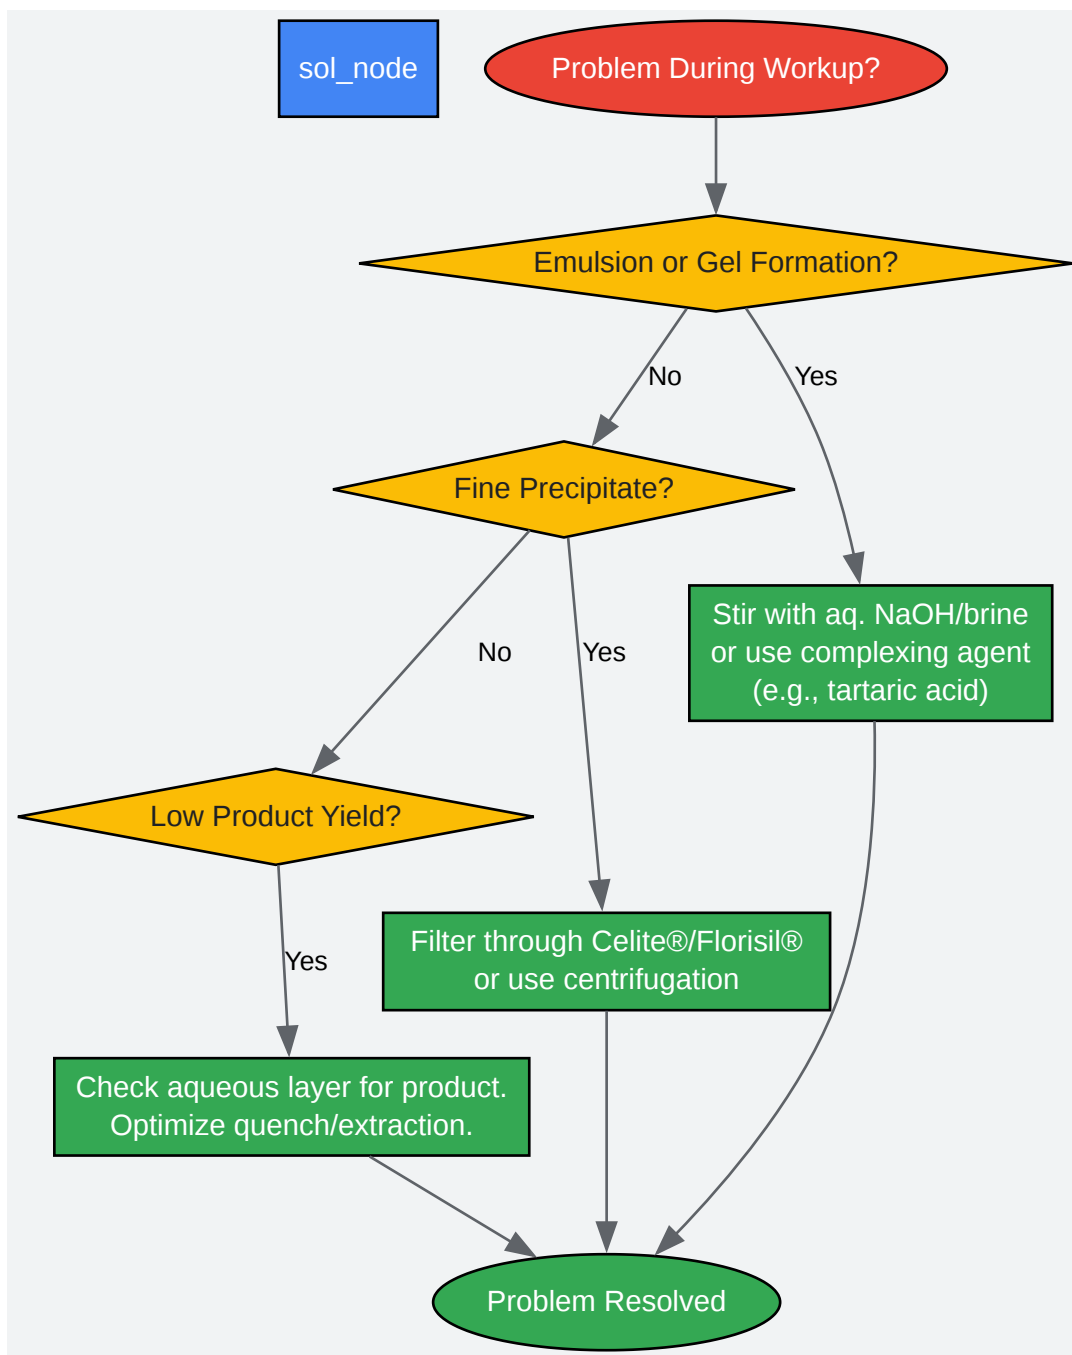 sol_node
Problem During Workup?
Emulsion or Gel Formation?
No
Yes
Fine Precipitate?
Stir with aq. NaOH/brine
or use complexing agent
(e.g., tartaric acid)
No
Yes
Low Product Yield?
Filter through Celite®/Florisil®
or use centrifugation
Yes
Check aqueous layer for product.
Optimize quench/extraction.
Problem Resolved